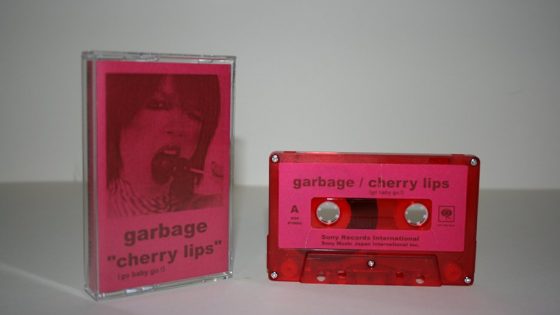 garbage
"cherry lips"
(go baby go !)
garbage / cherry lips
(go baby go !)
A
Sony Records International
Sony Music Japan International Inc.